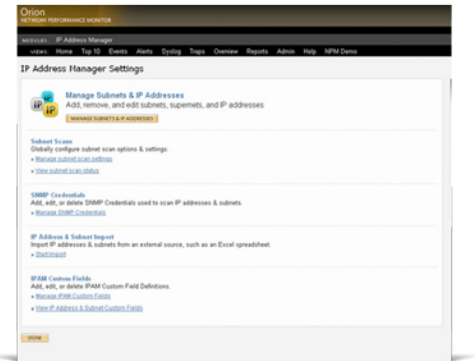 Orion
NETWORK PERFORMANCE MONITOR
MODULES: IP Address Manager
VIEWS: Home Top 10 Events Alerts Syslog Traps Overview Reports Admin Help NPM Demo
IP Address Manager Settings
IP IP IP
Manage Subnets & IP Addresses
Add, remove, and edit subnets, supernets, and IP addresses
MANAGE SUBNETS & IP ADDRESSES
Subnet Scans
Globally configure subnet scan options & settings.
» Manage subnet scan settings
» View subnet scan status
SNMP Credentials
Add, edit, or delete SNMP Credentials used to scan IP addresses & subnets.
» Manage SNMP Credentials
IP Address & Subnet Import
Import IP addresses & subnets from an external source, such as an Excel spreadsheet.
» Start Import
IPAM Custom Fields
Add, edit, or delete IPAM Custom Field Definitions.
» Manage IPAM Custom Fields
» View IP Address & Subnet Custom Fields
DONE